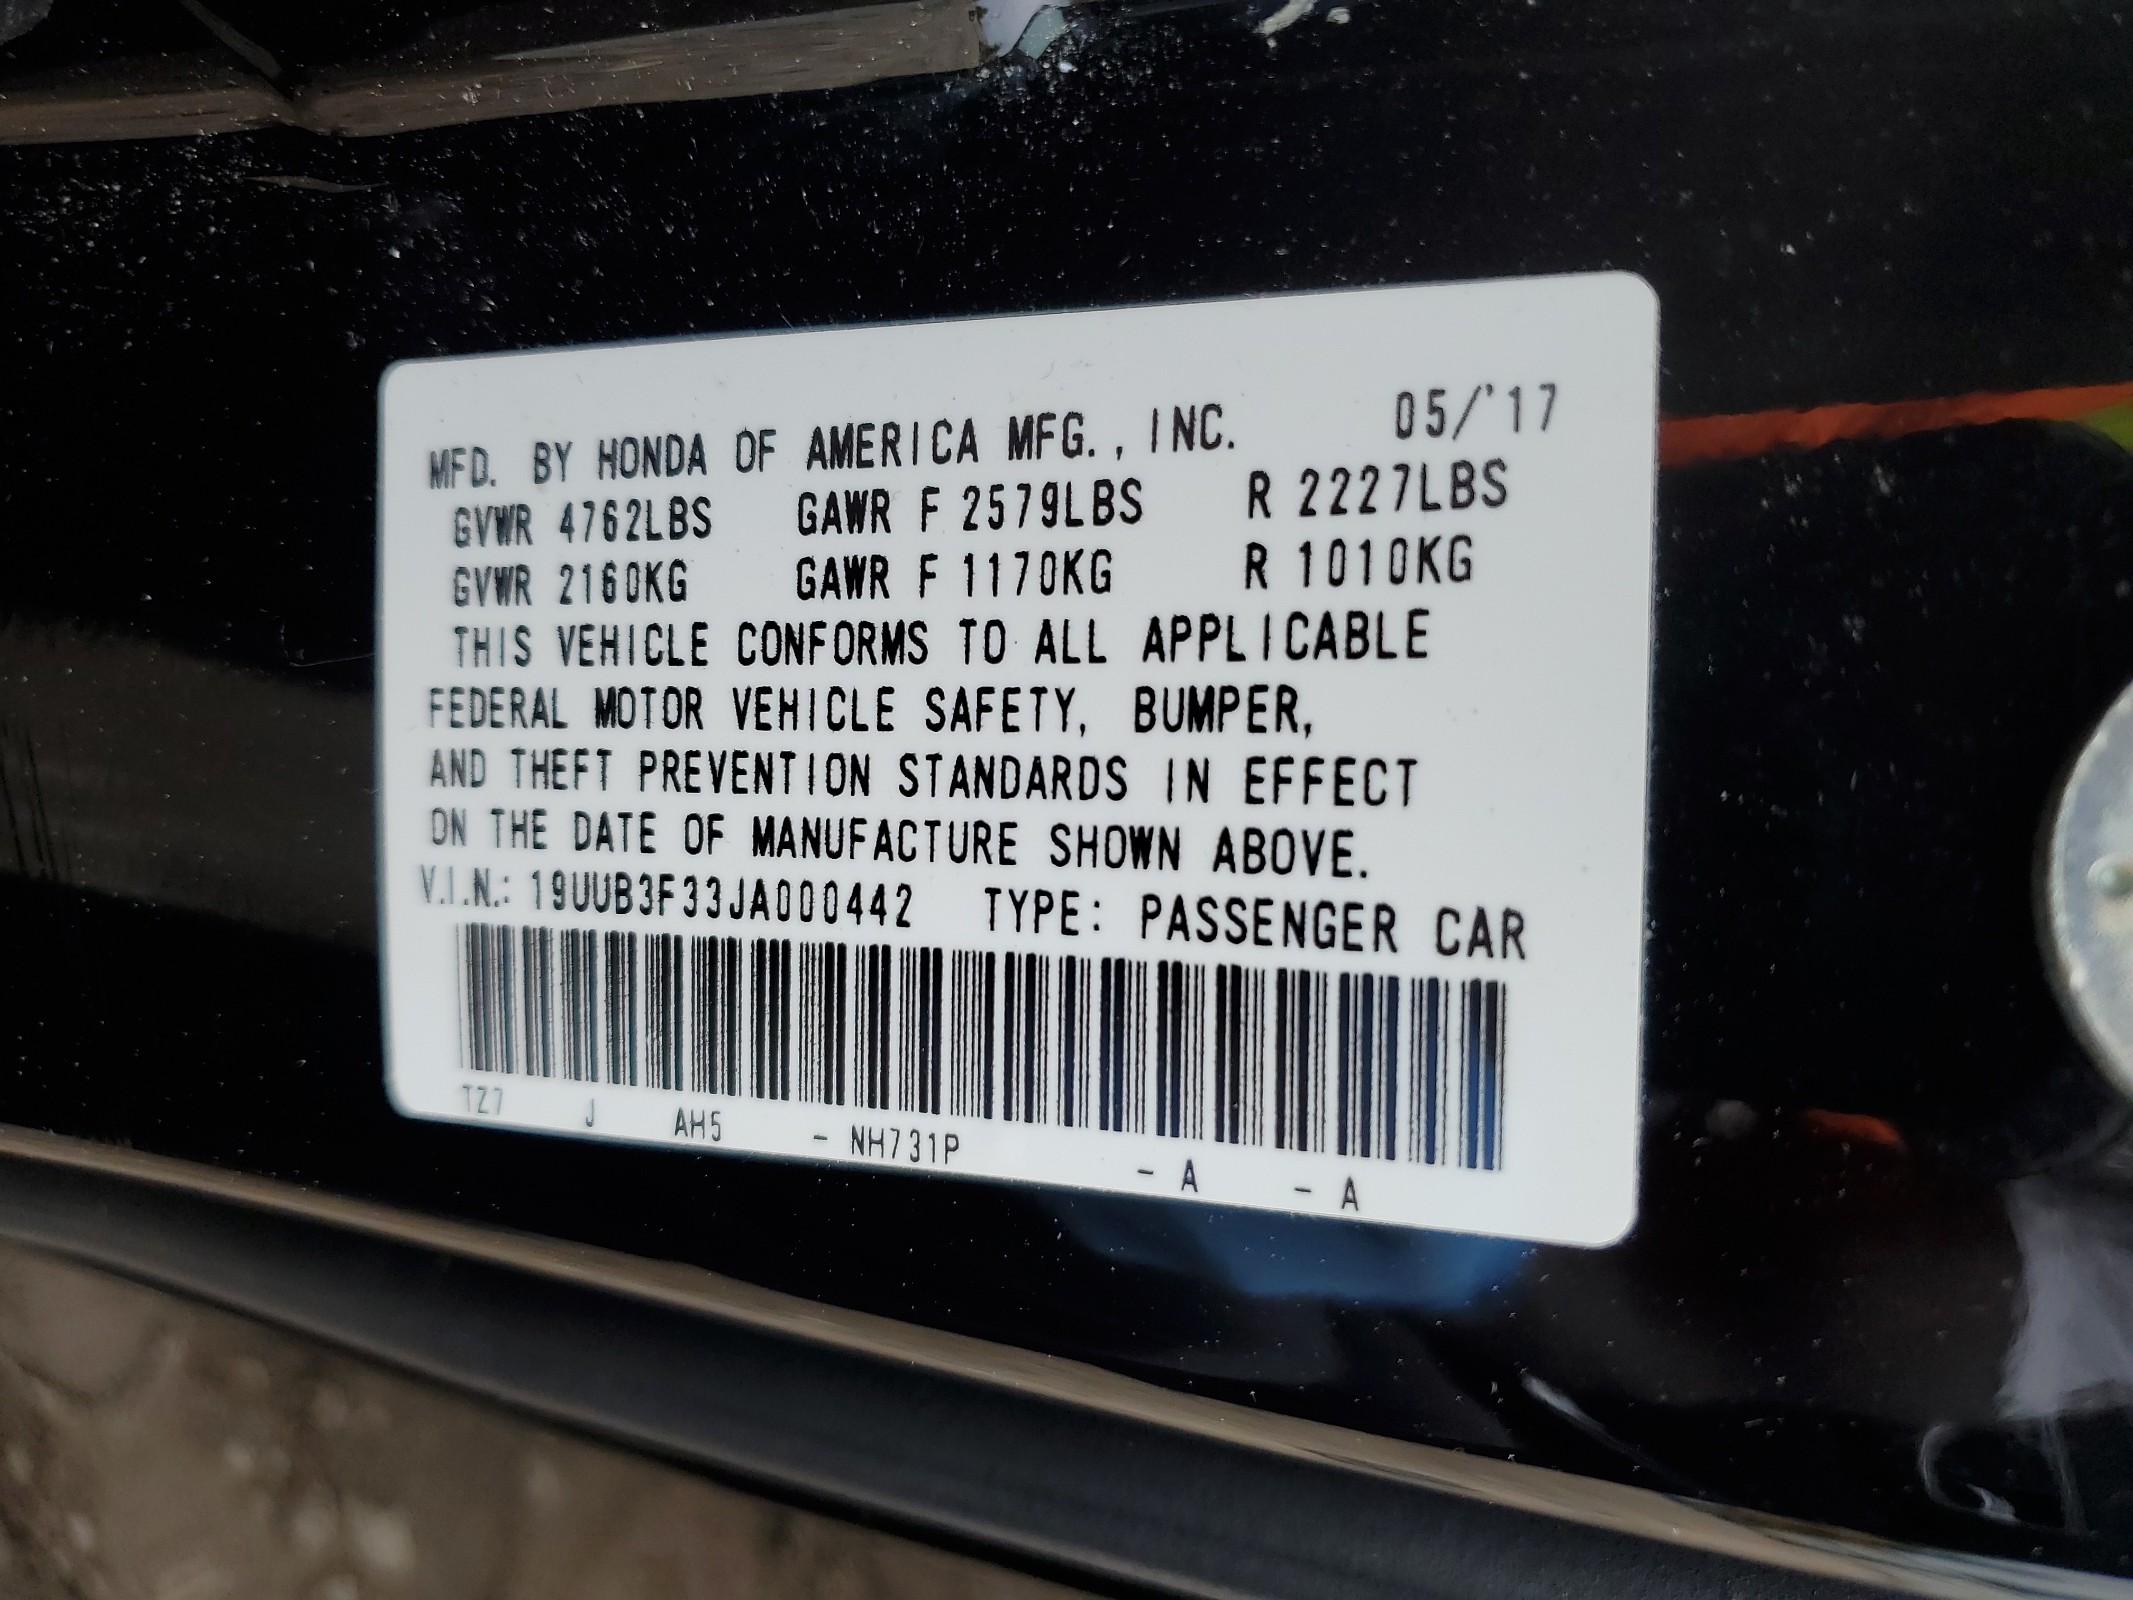 MFD. BY HONDA OF AMERICA MFG., INC. 05/'17
GVWR 4762LBS GAWR F 2579LBS R 2227LBS
GVWR 2160KG GAWR F 1170KG R 1010KG
THIS VEHICLE CONFORMS TO ALL APPLICABLE
FEDERAL MOTOR VEHICLE SAFETY, BUMPER,
AND THEFT PREVENTION STANDARDS IN EFFECT
ON THE DATE OF MANUFACTURE SHOWN ABOVE.
V.I.N.: 19UUB3F33JA000442 TYPE: PASSENGER CAR
TZ7 J AH5 - NH731P - A - A